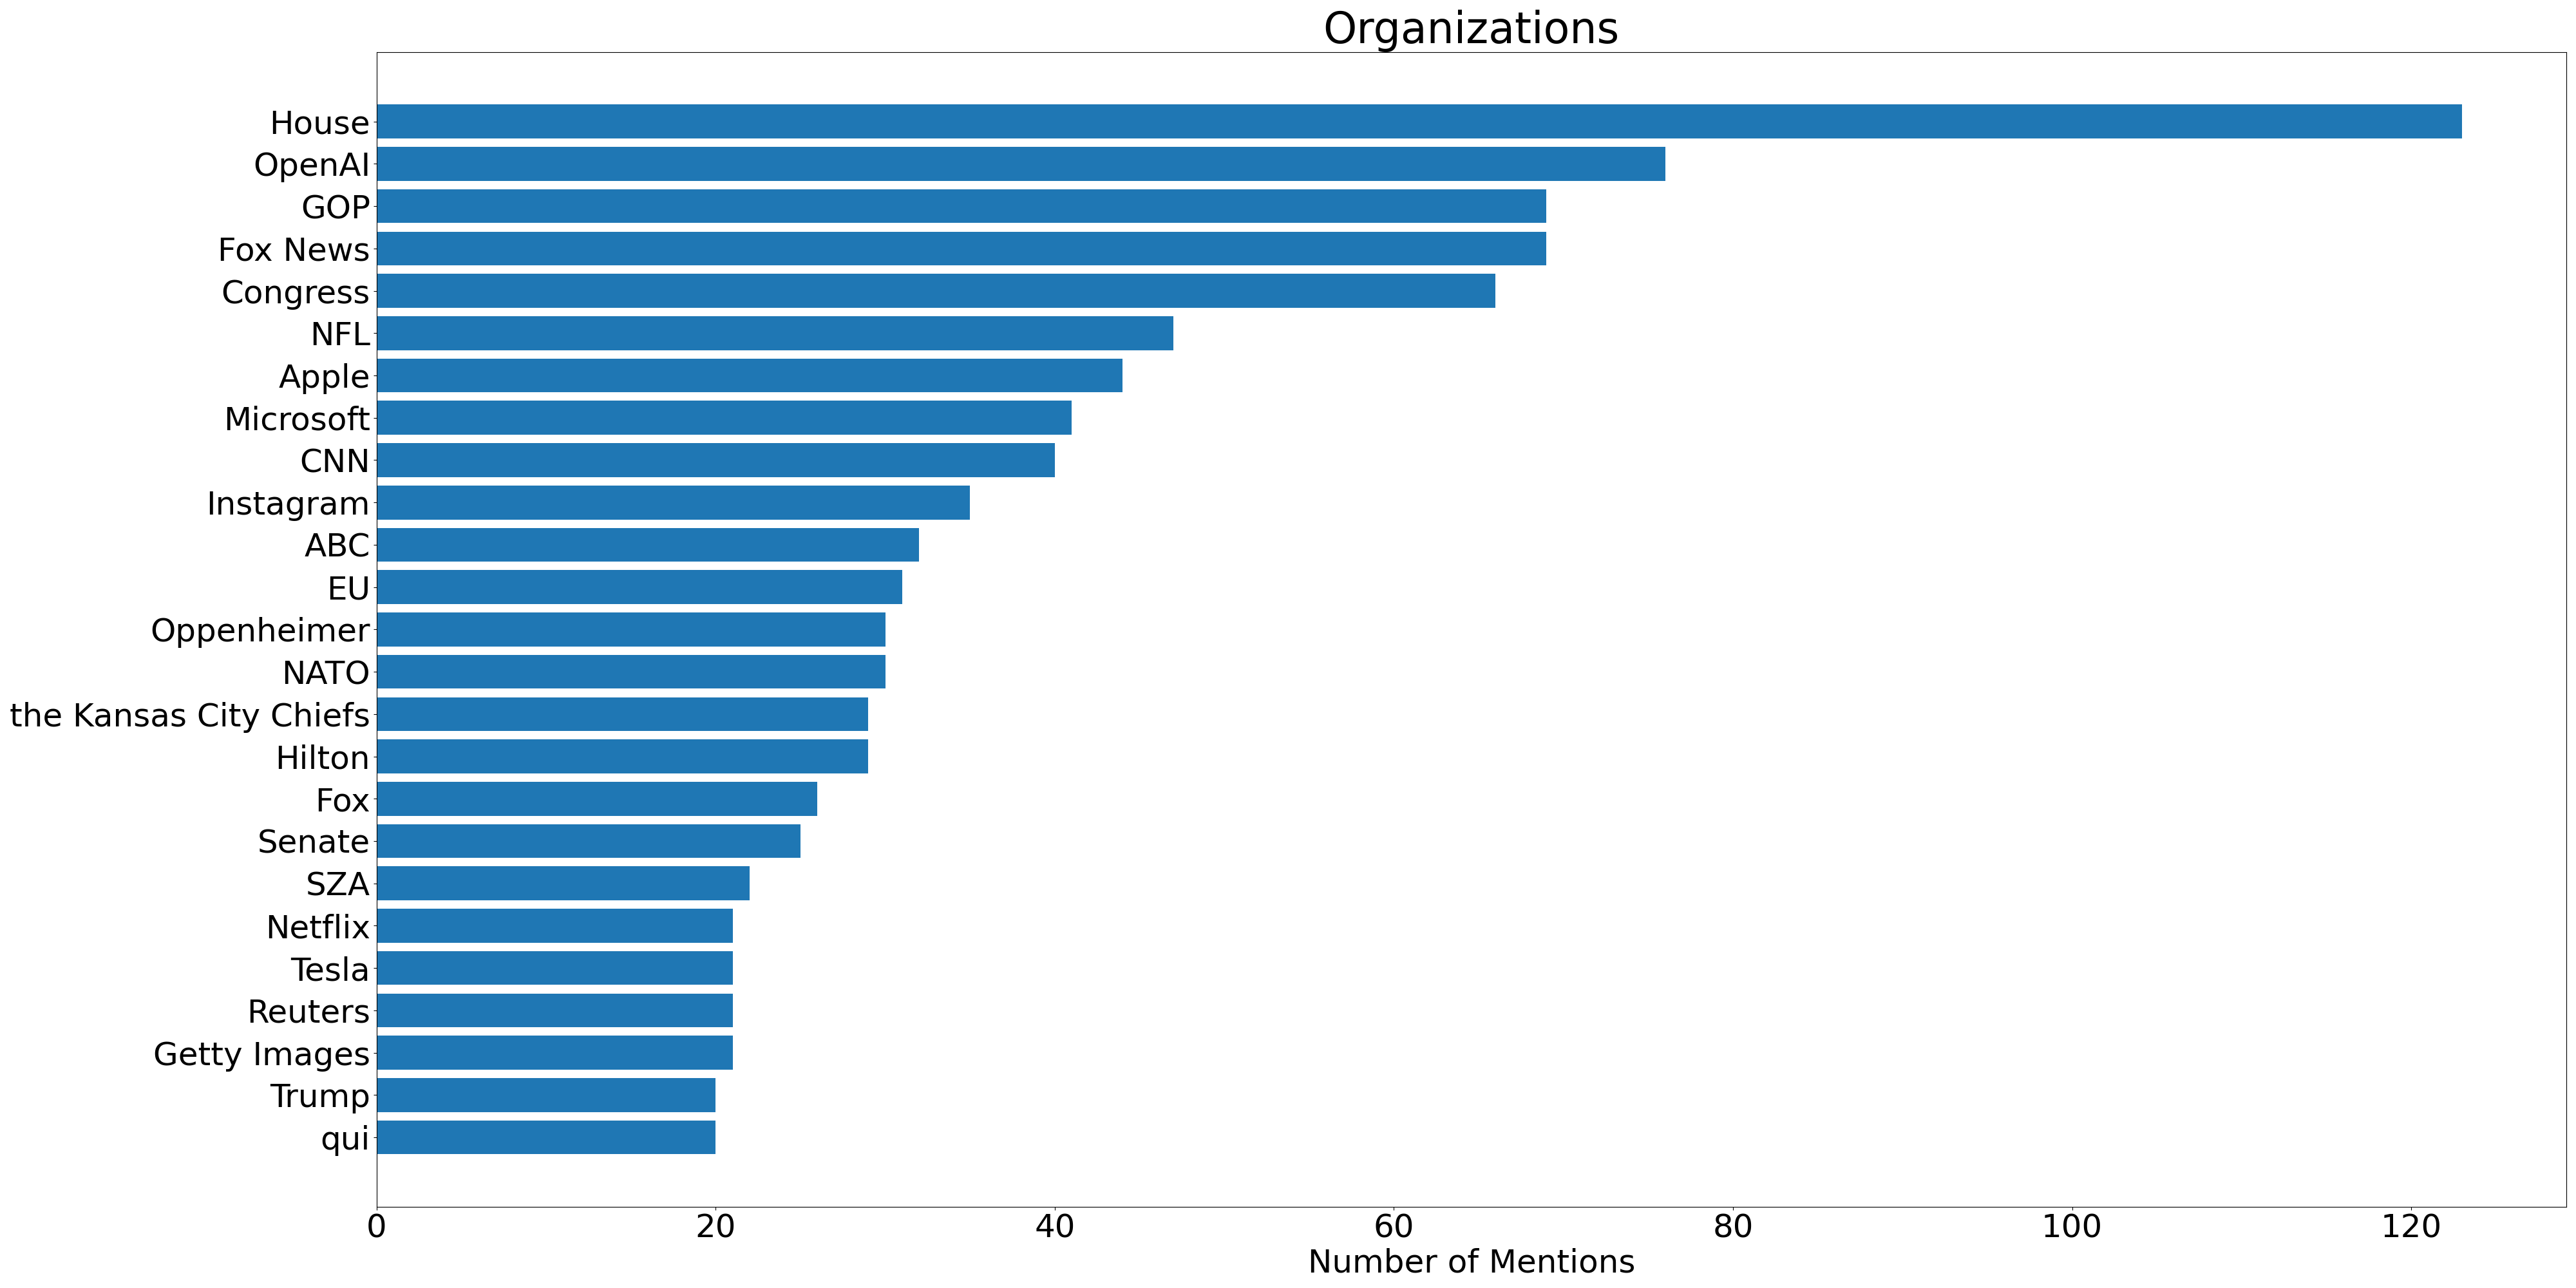 Organizations
House
OpenAI
GOP
Fox News
Congress
NFL
Apple
Microsoft
CNN
Instagram
ABC
EU
Oppenheimer
NATO
the Kansas City Chiefs
Hilton
Fox
Senate
SZA
Netflix
Tesla
Reuters
Getty Images
Trump
qui
0 20 40 60 80 100 120
Number of Mentions